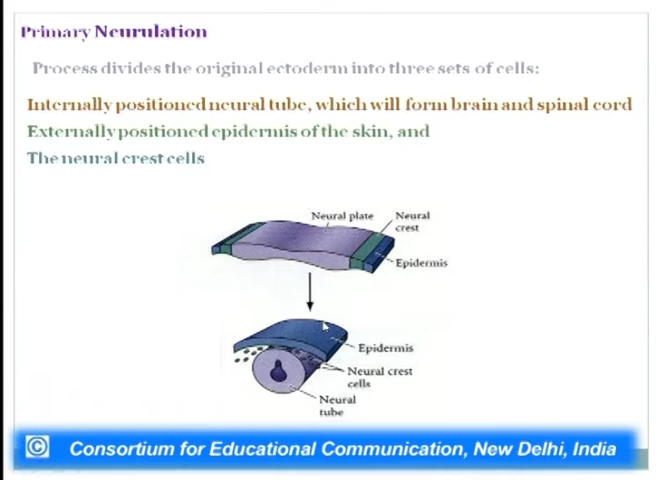 Primary Neurulation
Process divides the original ectoderm into three sets of cells:
Internally positioned neural tube, which will form brain and spinal cord
Externally positioned epidermis of the skin, and
The neural crest cells
Neural plate
Neural
crest
Epidermis
Epidermis
Neural crest
cells
Neural
tube
© Consortium for Educational Communication, New Delhi, India